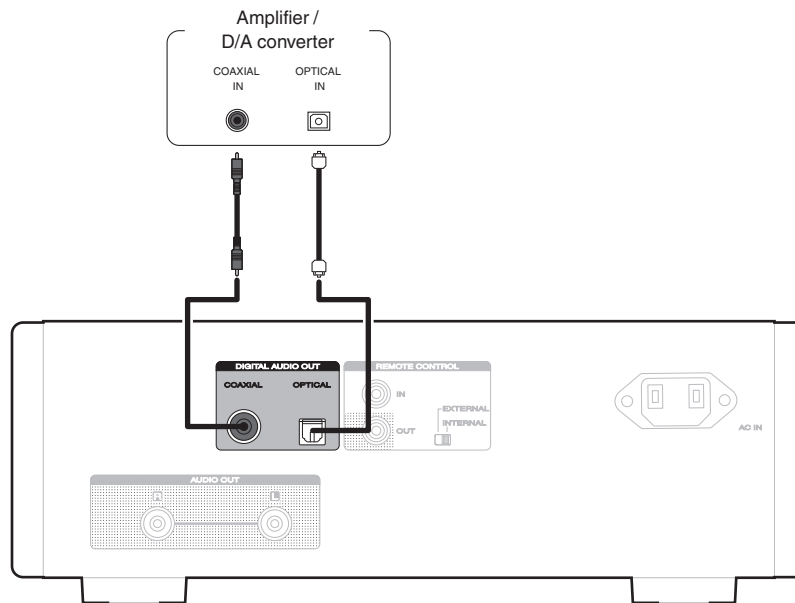 Amplifier /
D/A converter
COAXIAL
IN
OPTICAL
IN
DIGITAL AUDIO OUT
COAXIAL OPTICAL
REMOTE CONTROL
IN
EXTERNAL
INTERNAL
OUT
AC IN
AUDIO OUT
R L